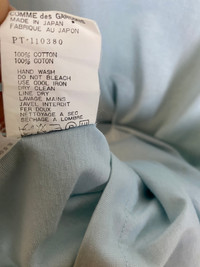 COMME des GARÇONS
MADE IN JAPAN
FABRIQUE AU JAPON
PT-110380
100% COTTON
100% COTON
HAND WASH
DO NOT BLEACH
USE COOL IRON
DRY CLEAN
LINE DRY
LAVAGE MAINS
JAVEL INTERDIT
FER DOUX
NETTOYAGE A SEC
SECHAGE A L'OMBRE